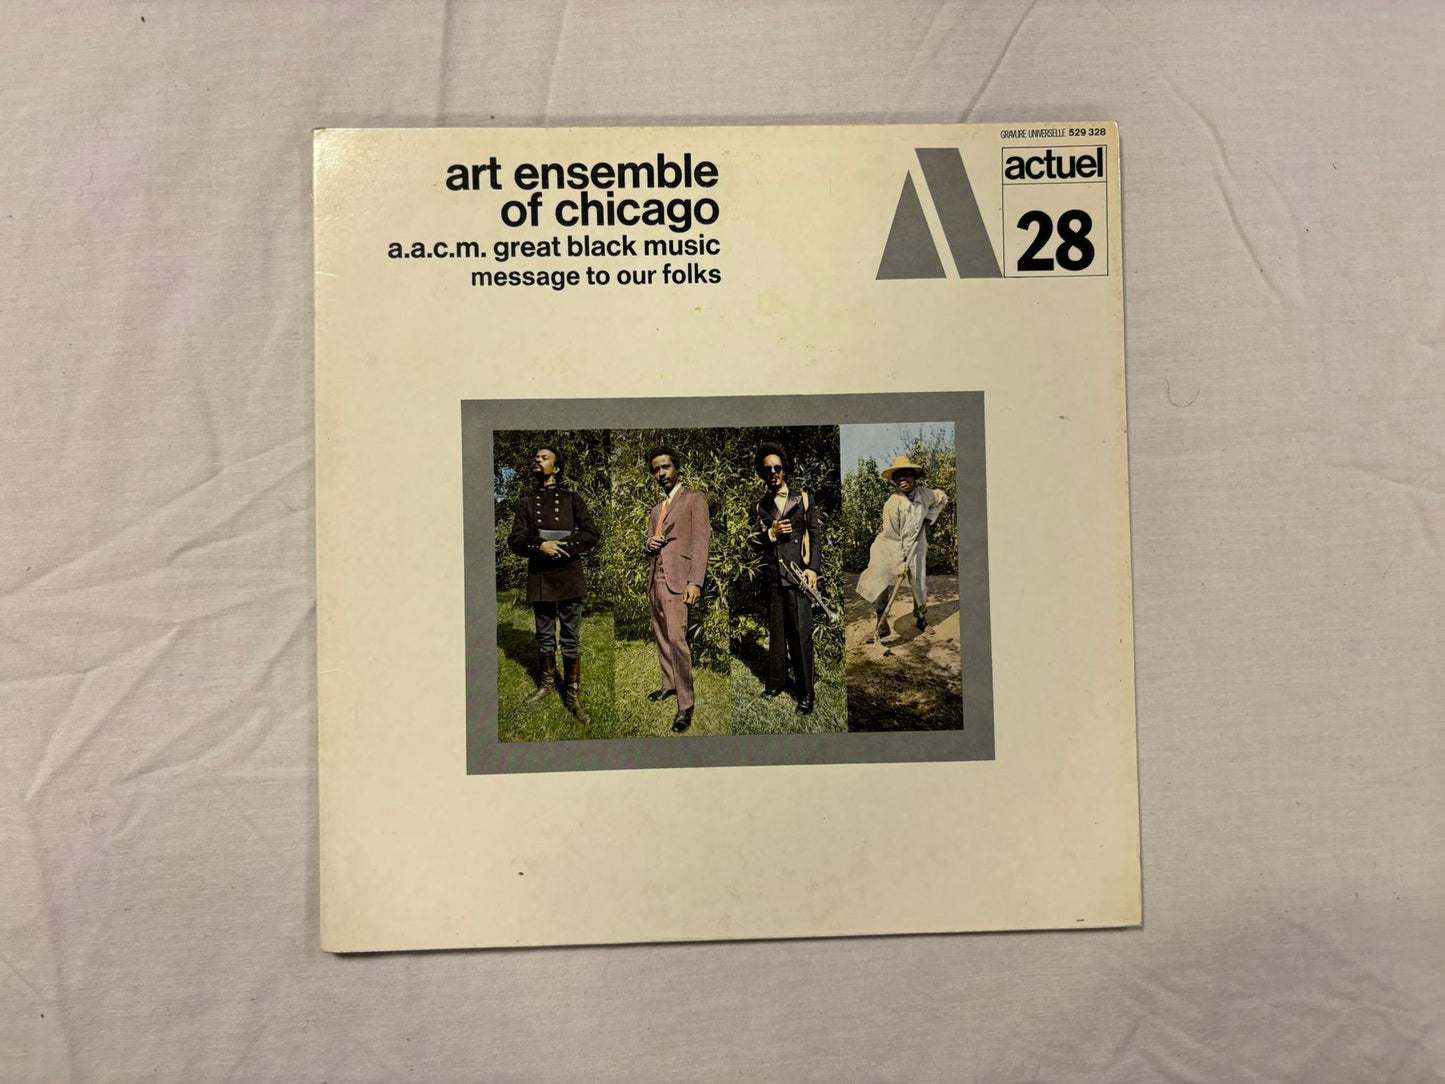 art ensemble
of chicago
a.a.c.m. great black music
message to our folks
GRAVURE UNIVERSELLE 529 328
actuel
28